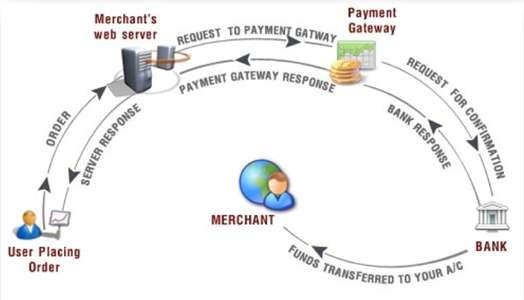 Merchant's
web server
REQUEST TO PAYMENT GATWAY
Payment
Gateway
PAYMENT GATEWAY RESPONSE
REQUEST FOR CONFIRMATION
BANK RESPONSE
ORDER
SERVER RESPONSE
MERCHANT
User Placing
Order
BANK
FUNDS TRANSFERRED TO YOUR A/C